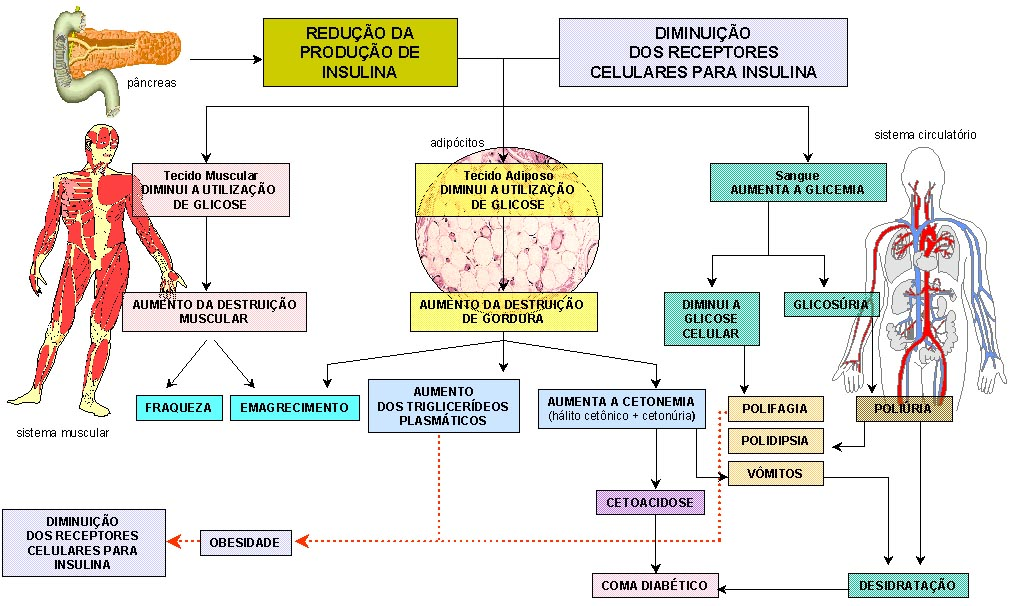 REDUÇÃO DA
PRODUÇÃO DE
INSULINA
DIMINUIÇÃO
DOS RECEPTORES
CELULARES PARA INSULINA
pâncreas
adipócitos
sistema circulatório
Tecido Muscular
DIMINUI A UTILIZAÇÃO
DE GLICOSE
Tecido Adiposo
DIMINUI A UTILIZAÇÃO
DE GLICOSE
Sangue
AUMENTA A GLICEMIA
AUMENTO DA DESTRUIÇÃO
MUSCULAR
AUMENTO DA DESTRUIÇÃO
DE GORDURA
DIMINUI A
GLICOSE
CELULAR
GLICOSÚRIA
FRAQUEZA
EMAGRECIMENTO
AUMENTO
DOS TRIGLICERÍDEOS
PLASMÁTICOS
AUMENTA A CETONEMIA
(hálito cetônico + cetonúria)
POLIFAGIA
POLIÚRIA
sistema muscular
POLIDIPSIA
VÔMITOS
CETOACIDOSE
DIMINUIÇÃO
DOS RECEPTORES
CELULARES PARA
INSULINA
OBESIDADE
COMA DIABÉTICO
DESIDRATAÇÃO